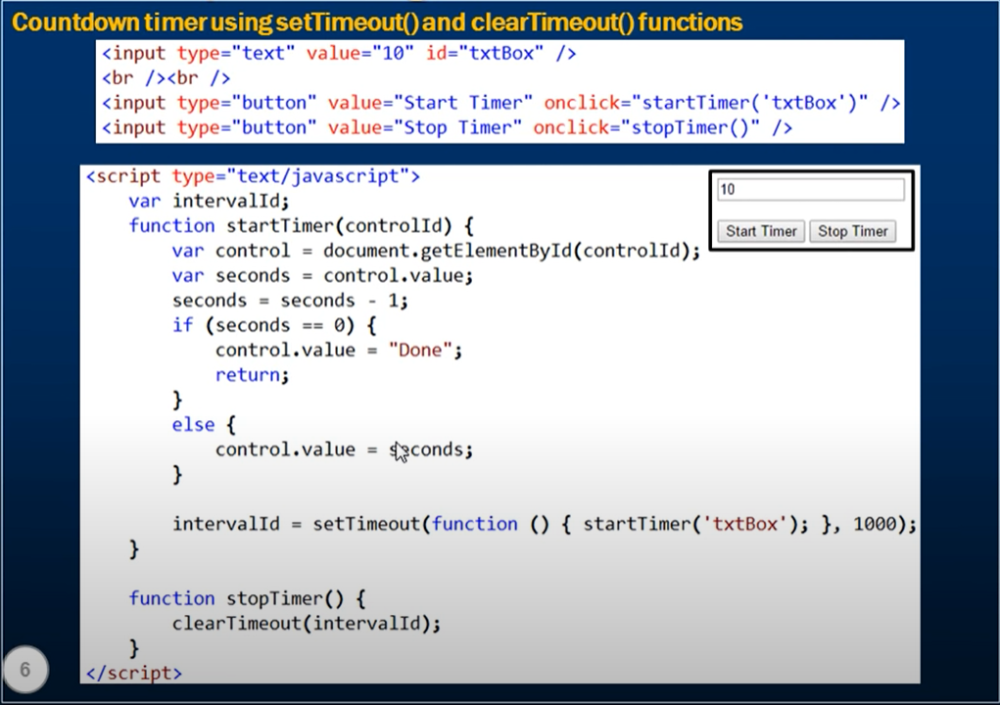 Countdown timer using setTimeout() and clearTimeout() functions
<input type="text" value="10" id="txtBox" />
<br /><br />
<input type="button" value="Start Timer" onclick="startTimer('txtBox')" />
<input type="button" value="Stop Timer" onclick="stopTimer()" />
<script type="text/javascript">
    var intervalId;
    function startTimer(controlId) {
        var control = document.getElementById(controlId);
        var seconds = control.value;
        seconds = seconds - 1;
        if (seconds == 0) {
            control.value = "Done";
            return;
        }
        else {
            control.value = seconds;
        }
        intervalId = setTimeout(function () { startTimer('txtBox'); }, 1000);
    }
    function stopTimer() {
        clearTimeout(intervalId);
    }
</script>
10
Start Timer Stop Timer
6